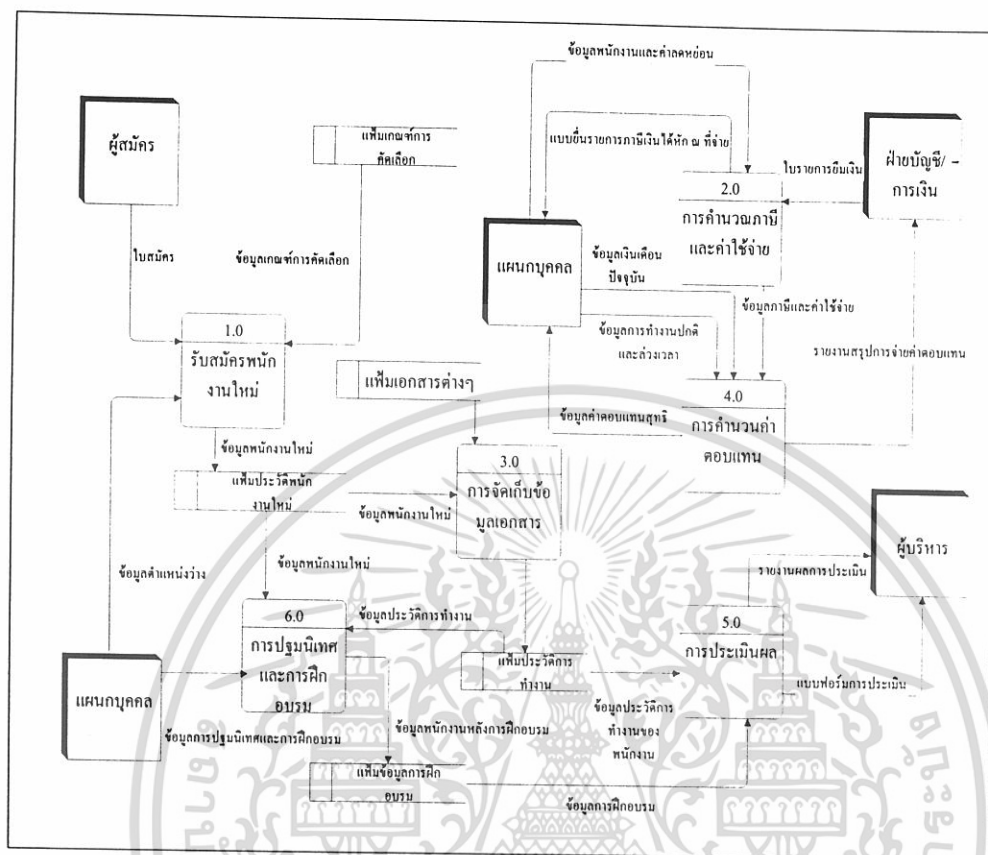 ข้อมูลพนักงานและค่าลดหย่อน
ผู้สมัคร
แฟ้มเกณฑ์การ
คัดเลือก
แบบยื่นรายการภาษีเงินได้หัก ณ ที่จ่าย
ใบรายการยืมเงิน
ฝ่ายบัญชี/ -
การเงิน
2.0
การคำนวณภาษี
และค่าใช้จ่าย
แผนกบุคคล
ใบสมัคร
ข้อมูลเกณฑ์การคัดเลือก
ข้อมูลเงินเดือน
ปัจจุบัน
ข้อมูลภาษีและค่าใช้จ่าย
1.0
รับสมัครพนัก
งานใหม่
ข้อมูลการทำงานปกติ
และล่วงเวลา
รายงานสรุปการจ่ายค่าตอบแทน
แฟ้มเอกสารต่างๆ
4.0
การคำนวนค่า
ตอบแทน
ข้อมูลค่าตอบแทนสุทธิ
ข้อมูลพนักงานใหม่
3.0
การจัดเก็บข้อ
มูลเอกสาร
แฟ้มประวัติพนัก
งานใหม่
ข้อมูลพนักงานใหม่
ผู้บริหาร
ข้อมูลตำแหน่งว่าง
ข้อมูลพนักงานใหม่
รายงานผลการประเมิน
6.0
การปฐมนิเทศ
และการฝึก
อบรม
ข้อมูลประวัติการทำงาน
5.0
การประเมินผล
แฟ้มประวัติการ
ทำงาน
แบบฟอร์มการประเมิน
แผนกบุคคล
ข้อมูลการปฐมนิเทศและการฝึกอบรม
ข้อมูลพนักงานหลังการฝึกอบรม
ข้อมูลประวัติการ
ทำงานของ
พนักงาน
แฟ้มข้อมูลการฝึก
อบรม
ข้อมูลการฝึกอบรม